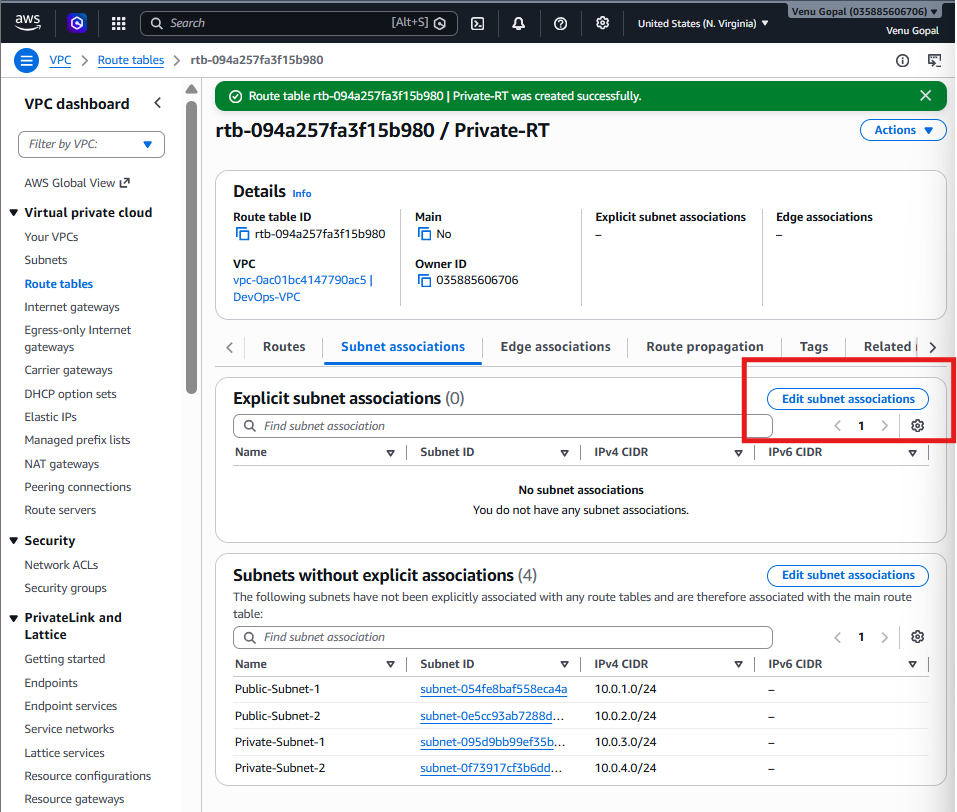 aws
Search
[Alt+S]
United States (N. Virginia)
Venu Gopal (035885606706)
Venu Gopal
VPC
Route tables
rtb-094a257fa3f15b980
VPC dashboard
Filter by VPC:
AWS Global View
Virtual private cloud
Your VPCs
Subnets
Route tables
Internet gateways
Egress-only Internet
gateways
Carrier gateways
DHCP option sets
Elastic IPs
Managed prefix lists
NAT gateways
Peering connections
Route servers
Security
Network ACLs
Security groups
PrivateLink and
Lattice
Getting started
Endpoints
Endpoint services
Service networks
Lattice services
Resource configurations
Resource gateways
Route table rtb-094a257fa3f15b980 | Private-RT was created successfully.
rtb-094a257fa3f15b980 / Private-RT
Actions
Details Info
Route table ID
rtb-094a257fa3f15b980
Main
No
Explicit subnet associations
–
Edge associations
–
VPC
vpc-0ac01bc4147790ac5 |
DevOps-VPC
Owner ID
035885606706
Routes
Subnet associations
Edge associations
Route propagation
Tags
Related
Explicit subnet associations (0)
Edit subnet associations
Find subnet association
1
Name
Subnet ID
IPv4 CIDR
IPv6 CIDR
No subnet associations
You do not have any subnet associations.
Subnets without explicit associations (4)
Edit subnet associations
The following subnets have not been explicitly associated with any route tables and are therefore associated with the main route
table:
Find subnet association
1
Name
Subnet ID
IPv4 CIDR
IPv6 CIDR
Public-Subnet-1 subnet-054fe8baf558eca4a 10.0.1.0/24 –
Public-Subnet-2 subnet-0e5cc93ab7288d... 10.0.2.0/24 –
Private-Subnet-1 subnet-095d9bb99ef35b... 10.0.3.0/24 –
Private-Subnet-2 subnet-0f73917cf3b6dd... 10.0.4.0/24 –